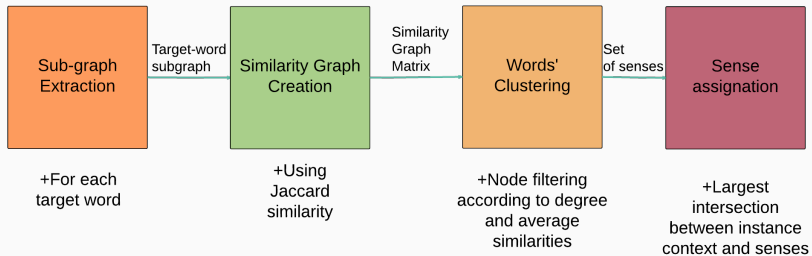 Sub-graph
Extraction
Target-word
subgraph
Similarity Graph
Creation
Similarity
Graph
Matrix
Words'
Clustering
Set
of senses
Sense
assignation
+For each
target word
+Using
Jaccard
similarity
+Node filtering
according to degree
and average
similarities
+Largest
intersection
between instance
context and senses